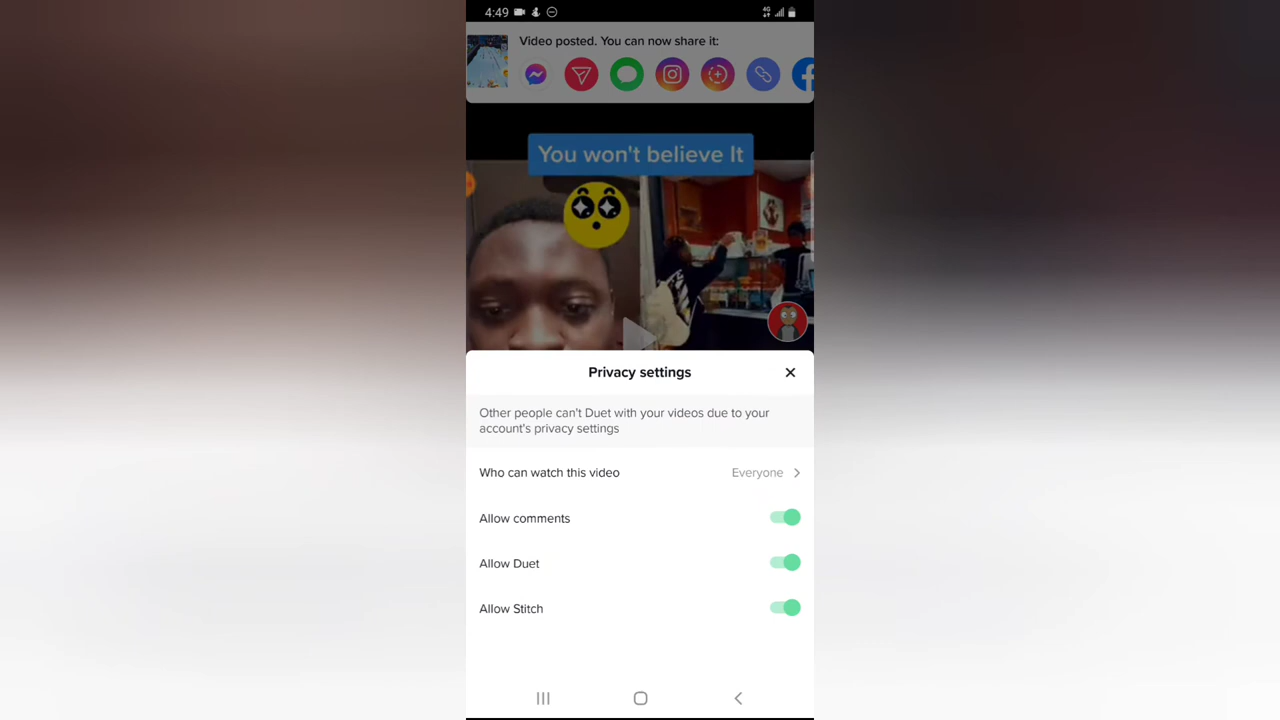 4:49
4G
Video posted. You can now share it:
You won't believe It
Privacy settings
Other people can't Duet with your videos due to your
account's privacy settings
Who can watch this video Everyone
Allow comments
Allow Duet
Allow Stitch